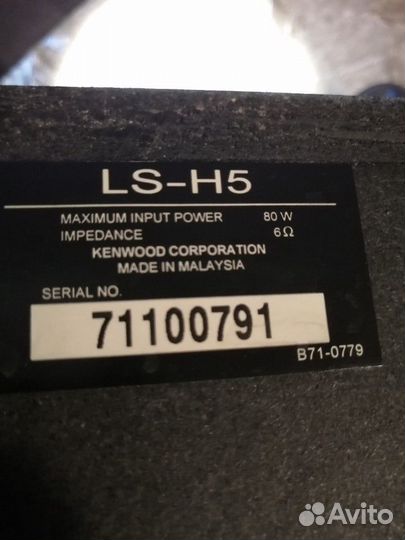 LS-H5
MAXIMUM INPUT POWER 80 W
IMPEDANCE 6Ω
KENWOOD CORPORATION
MADE IN MALAYSIA
SERIAL NO.
71100791
B71-0779
Avito